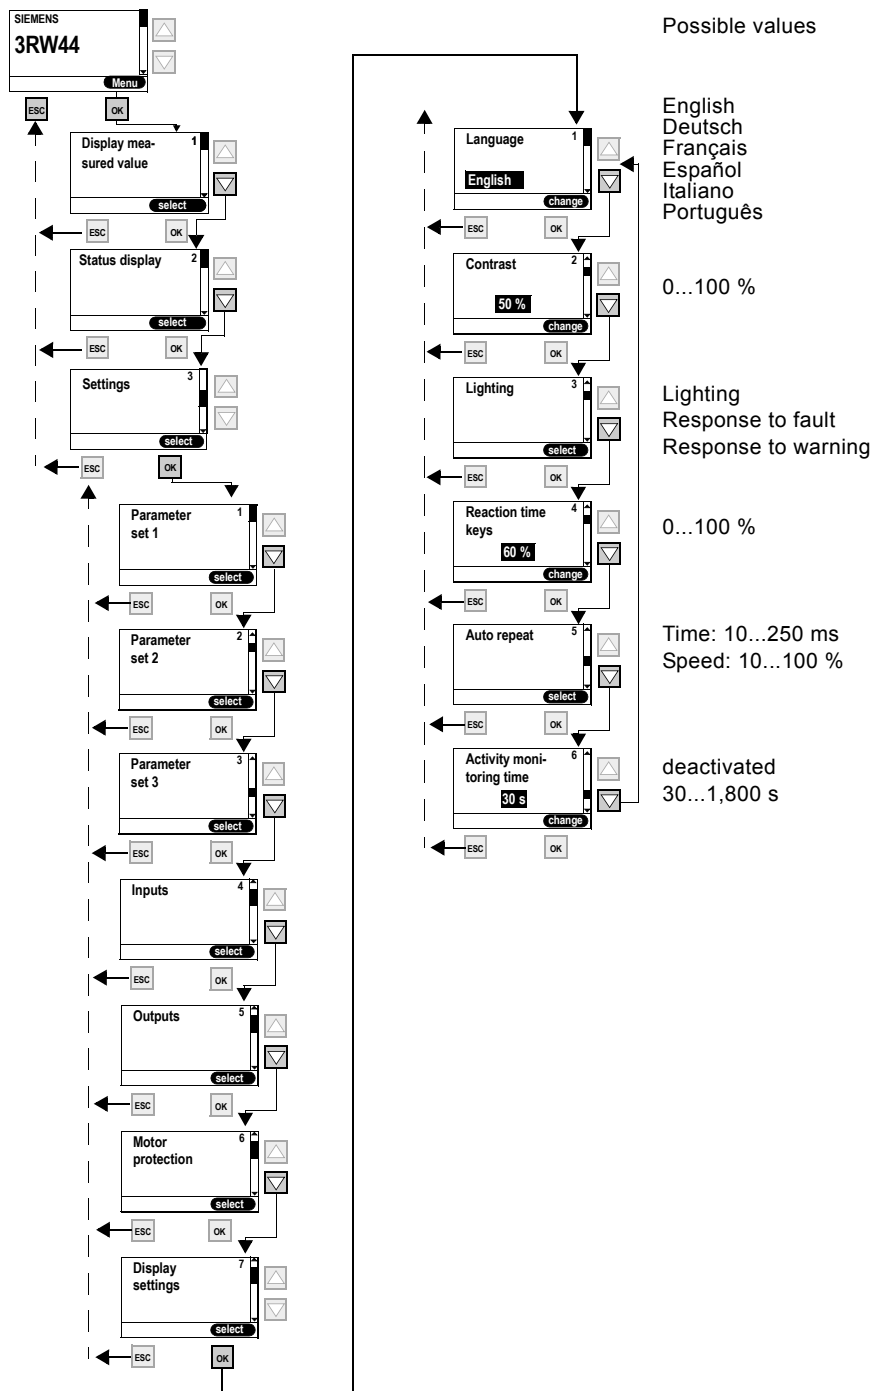 SIEMENS
3RW44
Menu
ESC
OK
Display mea-
sured value
1
select
ESC
OK
Status display
2
select
ESC
OK
Settings
3
select
ESC
OK
Parameter
set 1
1
select
ESC
OK
Parameter
set 2
2
select
ESC
OK
Parameter
set 3
3
select
ESC
OK
Inputs
4
select
ESC
OK
Outputs
5
select
ESC
OK
Motor
protection
6
select
ESC
OK
Display
settings
7
select
ESC
OK
Language
1
English
change
ESC
OK
Contrast
2
50 %
change
ESC
OK
Lighting
3
select
ESC
OK
Reaction time
keys
4
60 %
change
ESC
OK
Auto repeat
5
select
ESC
OK
Activity moni-
toring time
6
30 s
change
ESC
OK
Possible values
English
Deutsch
Français
Español
Italiano
Português
0...100 %
Lighting
Response to fault
Response to warning
0...100 %
Time: 10...250 ms
Speed: 10...100 %
deactivated
30...1,800 s